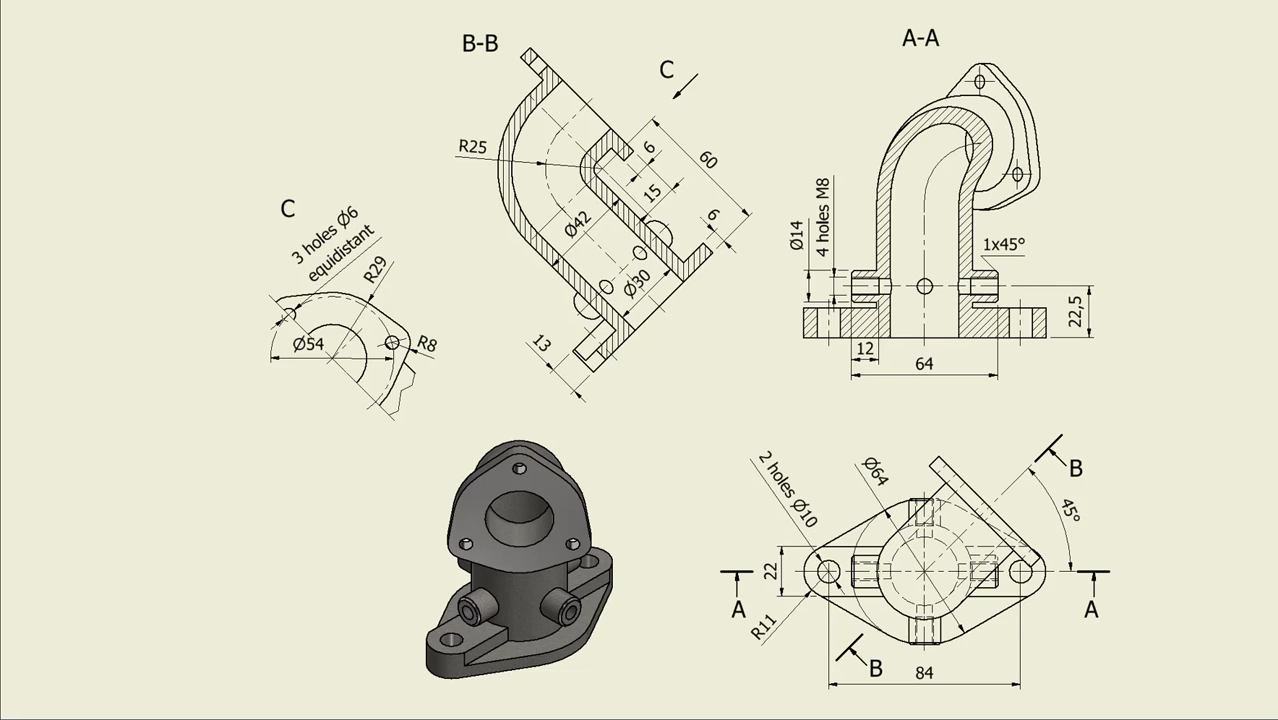 B-B
A-A
C
R25
6
60
15
6
Ø42
Ø30
13
C
3 holes Ø6
equidistant
R29
Ø54
R8
Ø14
4 holes M8
1x45°
22,5
12
64
2 holes Ø10
Ø64
B
45°
22
A
A
R11
B
84